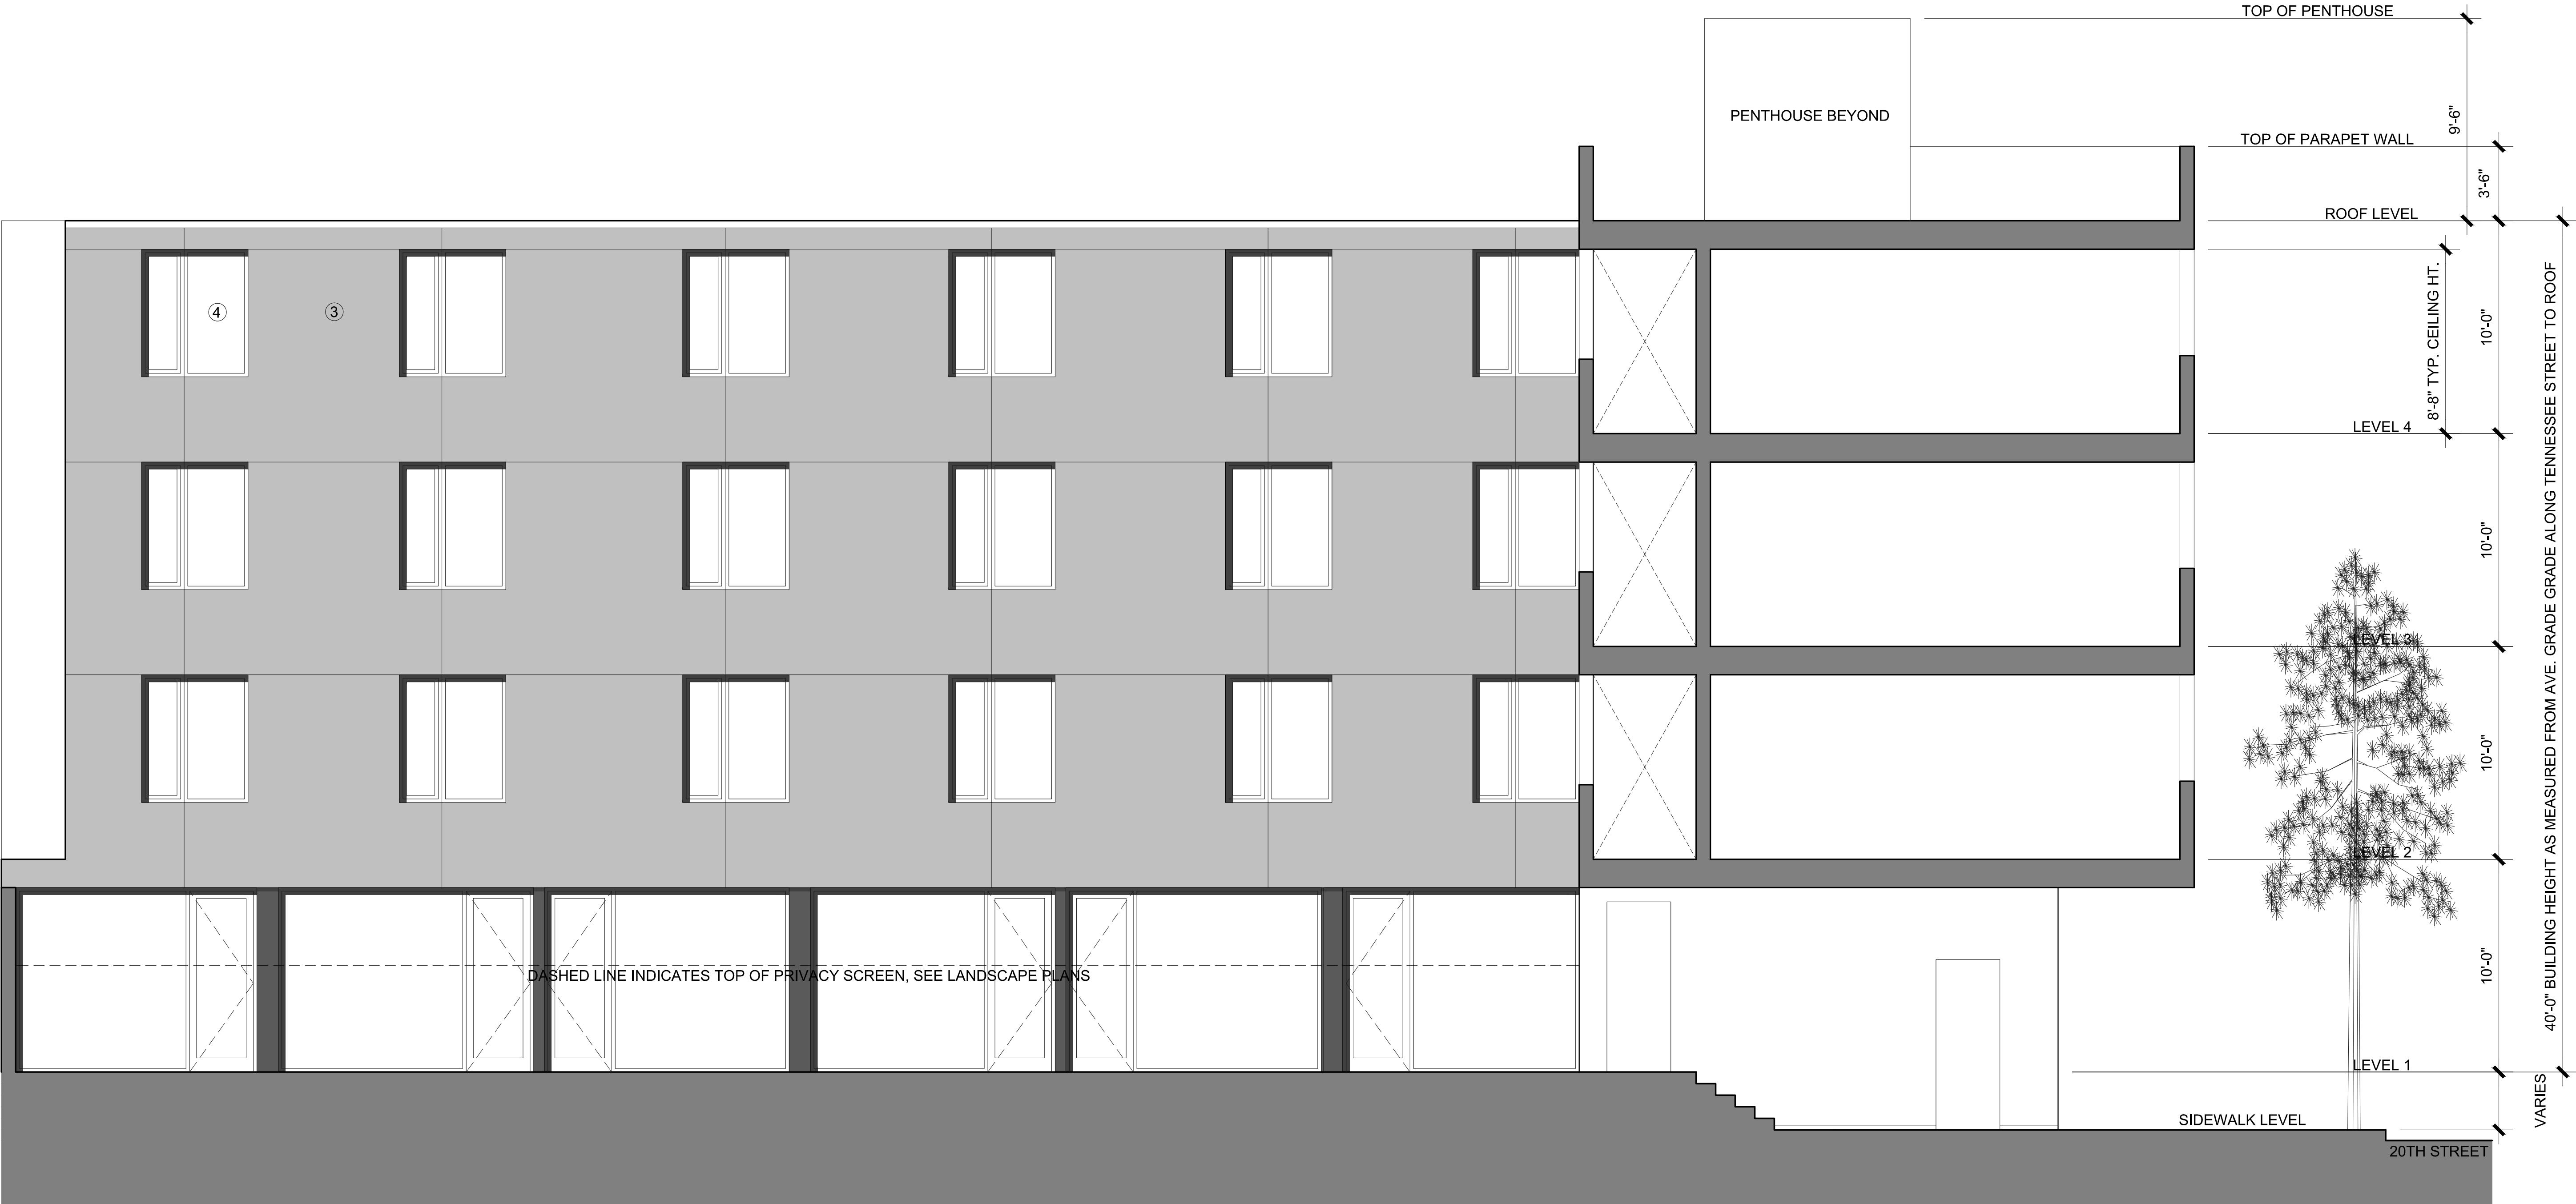 TOP OF PENTHOUSE
PENTHOUSE BEYOND
9'-6"
TOP OF PARAPET WALL
3'-6"
ROOF LEVEL
4
3
8'-8" TYP. CEILING HT.
10'-0"
40'-0" BUILDING HEIGHT AS MEASURED FROM AVE. GRADE GRADE ALONG TENNESSEE STREET TO ROOF
LEVEL 4
10'-0"
LEVEL 3
10'-0"
LEVEL 2
10'-0"
DASHED LINE INDICATES TOP OF PRIVACY SCREEN, SEE LANDSCAPE PLANS
LEVEL 1
VARIES
SIDEWALK LEVEL
20TH STREET